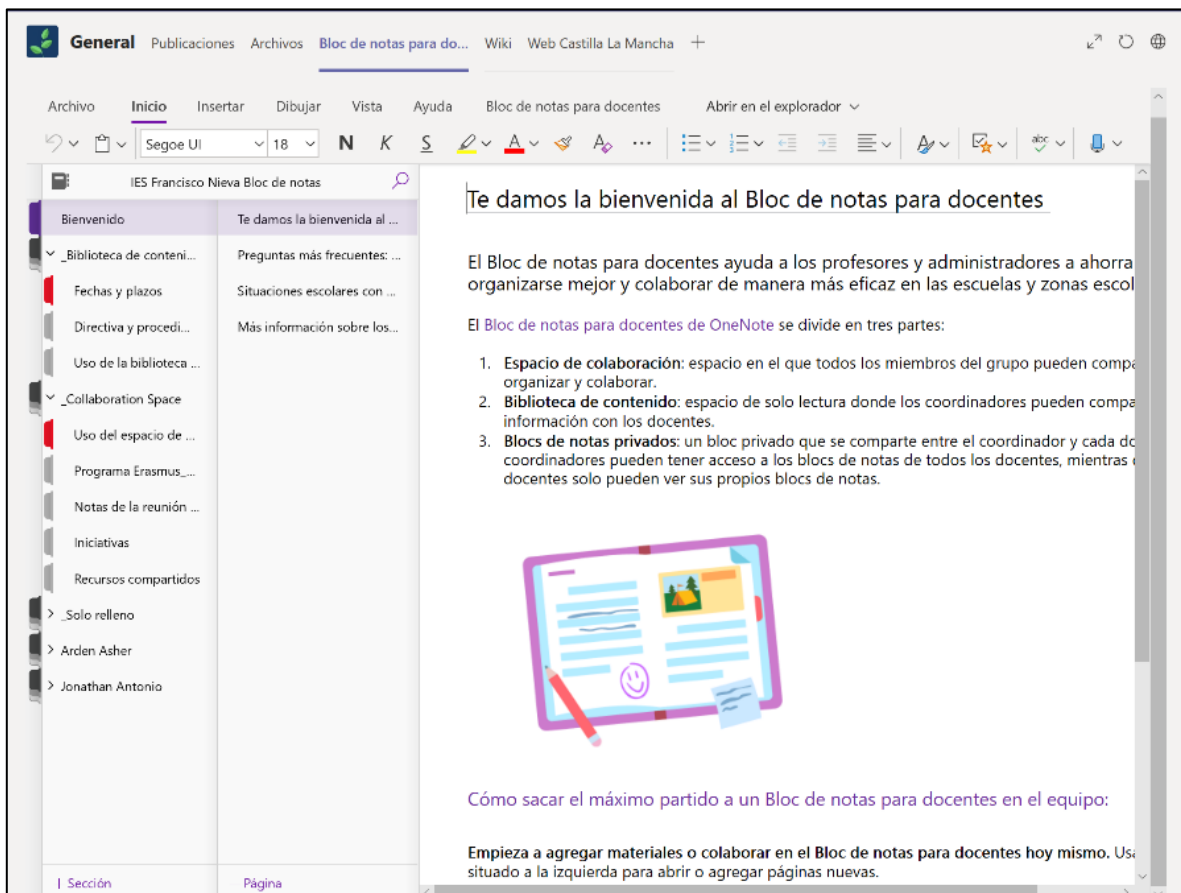 General Publicaciones Archivos Bloc de notas para do... Wiki Web Castilla La Mancha +
Archivo Inicio Insertar Dibujar Vista Ayuda Bloc de notas para docentes Abrir en el explorador
Segoe UI 18 N K S A A ... abc
IES Francisco Nieva Bloc de notas
Bienvenido
_Biblioteca de conteni...
Fechas y plazos
Directiva y procedi...
Uso de la biblioteca ...
_Collaboration Space
Uso del espacio de ...
Programa Erasmus_...
Notas de la reunión ...
Iniciativas
Recursos compartidos
_Solo relleno
Arden Asher
Jonathan Antonio
Sección
Te damos la bienvenida al ...
Preguntas más frecuentes: ...
Situaciones escolares con ...
Más información sobre los...
Página
Te damos la bienvenida al Bloc de notas para docentes
El Bloc de notas para docentes ayuda a los profesores y administradores a ahorra
organizarse mejor y colaborar de manera más eficaz en las escuelas y zonas escol
El Bloc de notas para docentes de OneNote se divide en tres partes:
1. Espacio de colaboración: espacio en el que todos los miembros del grupo pueden compa
organizar y colaborar.
2. Biblioteca de contenido: espacio de solo lectura donde los coordinadores pueden compa
información con los docentes.
3. Blocs de notas privados: un bloc privado que se comparte entre el coordinador y cada do
coordinadores pueden tener acceso a los blocs de notas de todos los docentes, mientras
docentes solo pueden ver sus propios blocs de notas.
Cómo sacar el máximo partido a un Bloc de notas para docentes en el equipo:
Empieza a agregar materiales o colaborar en el Bloc de notas para docentes hoy mismo. Usa
situado a la izquierda para abrir o agregar páginas nuevas.